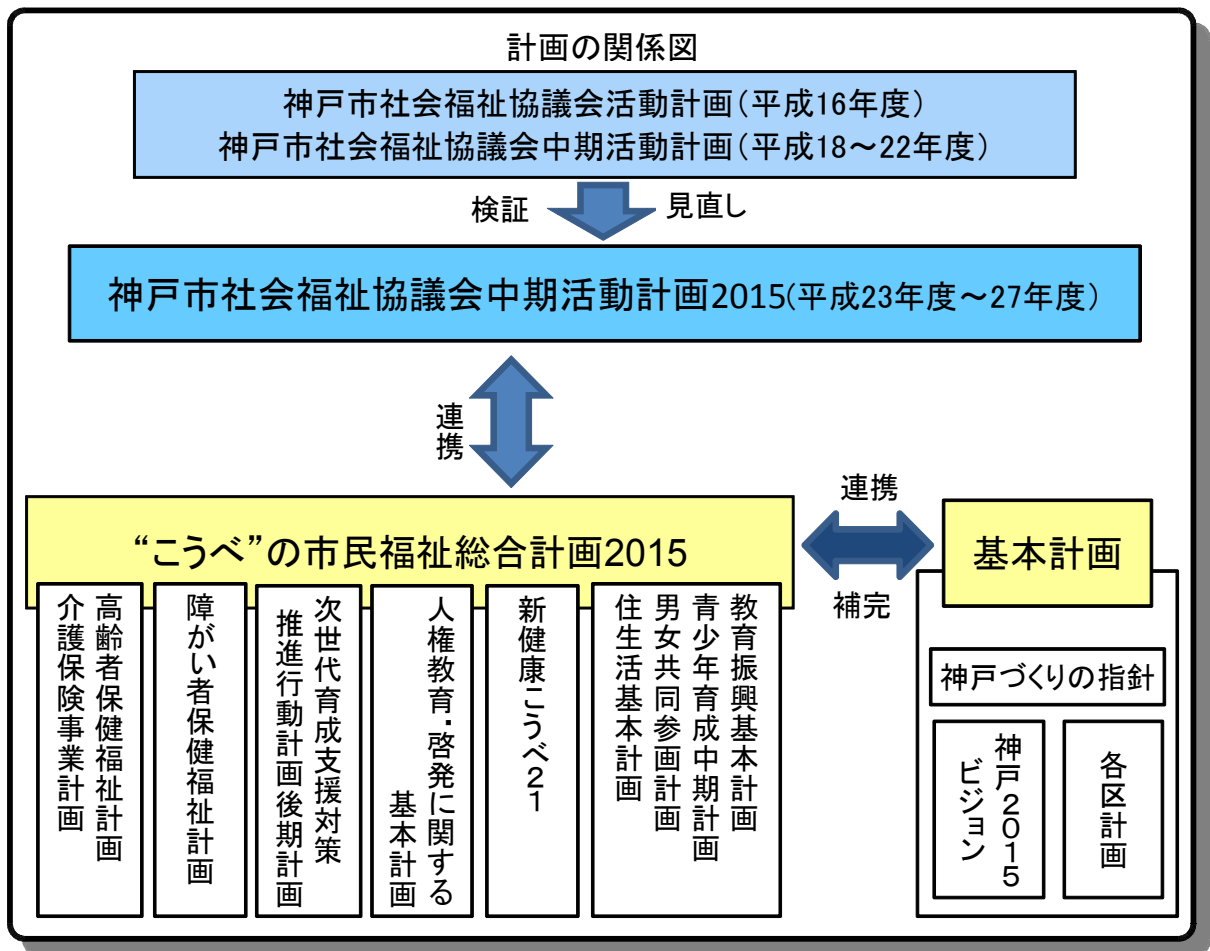 計画の関係図
神戸市社会福祉協議会活動計画（平成16年度）
神戸市社会福祉協議会中期活動計画（平成18～22年度）
検証
見直し
神戸市社会福祉協議会中期活動計画2015(平成23年度～27年度)
連携
“こうべ”の市民福祉総合計画2015
連携
補完
基本計画
高齢者保健福祉計画
介護保険事業計画
障がい者保健福祉計画
次世代育成支援対策
推進行動計画後期計画
人権教育・啓発に関する
基本計画
新健康こうべ２１
教育振興基本計画
青少年育成中期計画
男女共同参画計画
住生活基本計画
神戸づくりの指針
神戸２０１５
ビジョン
各区計画